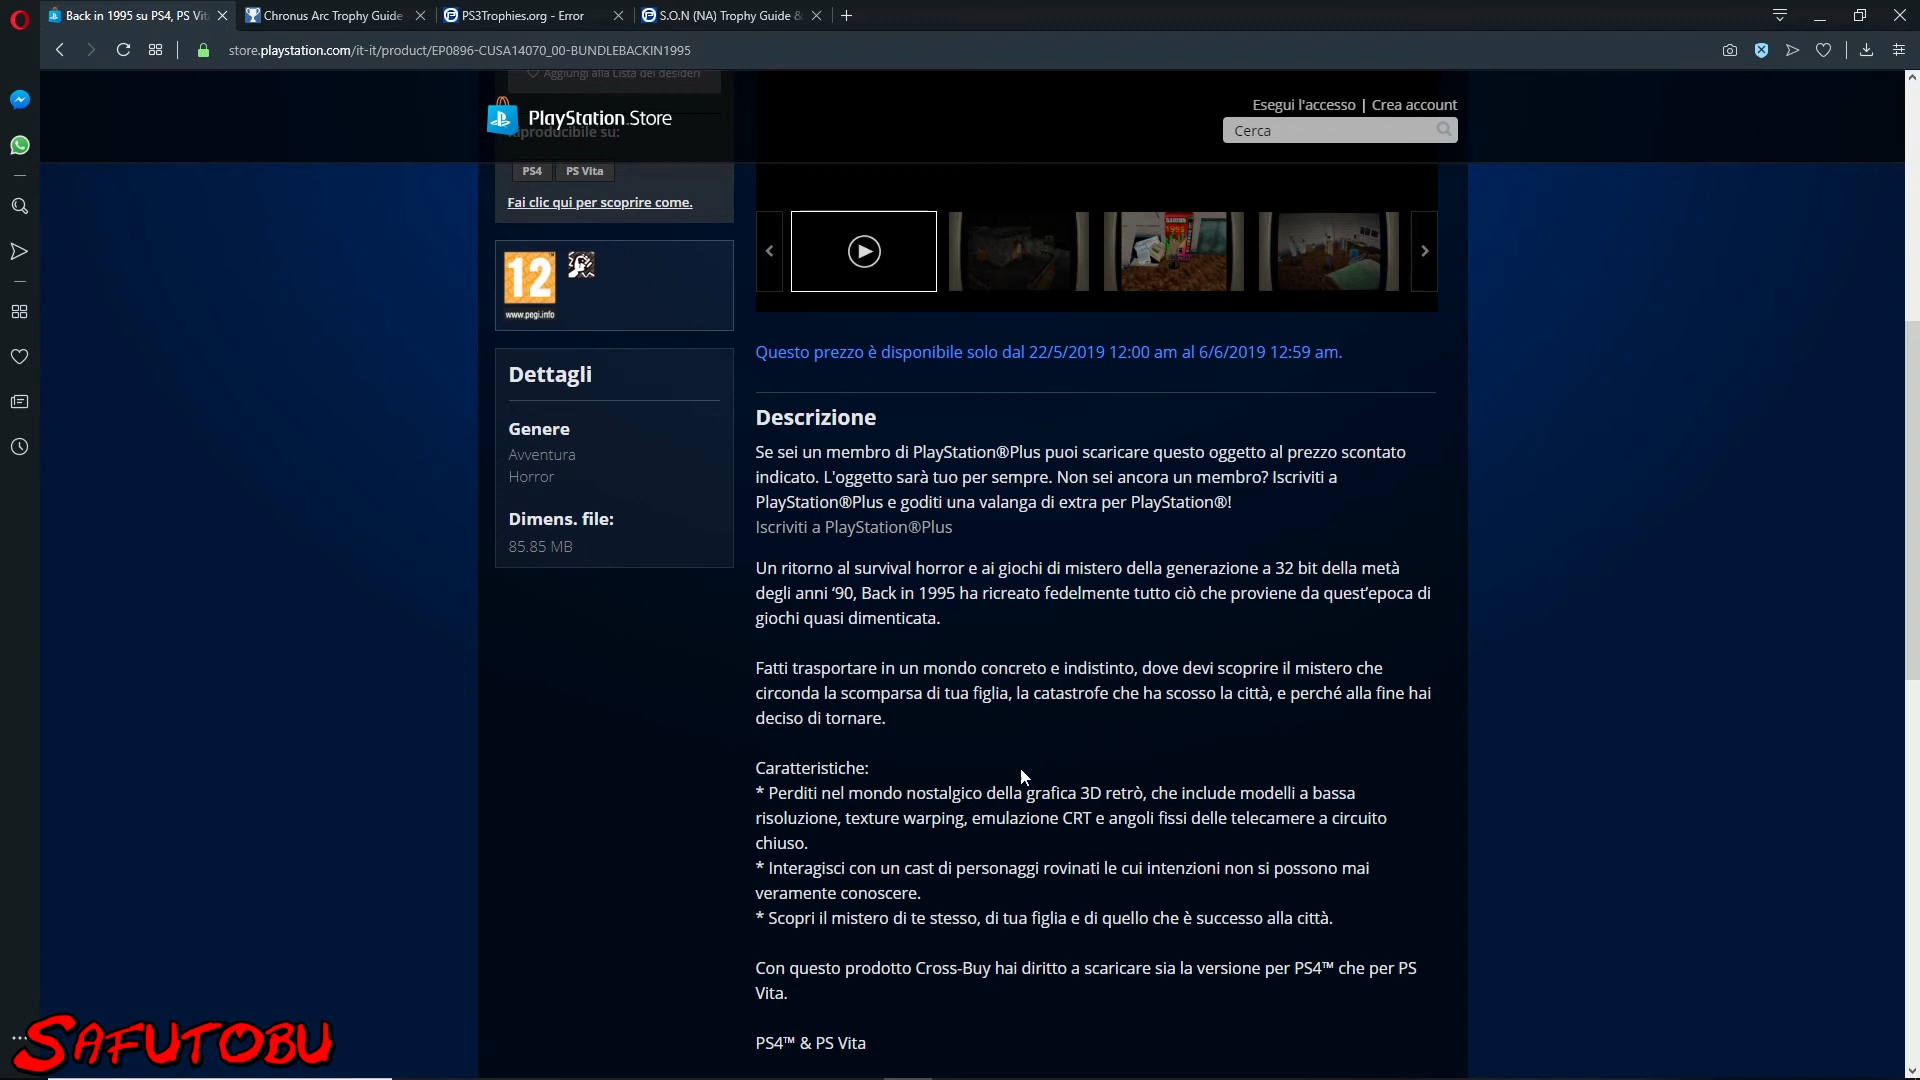 Back in 1995 su PS4, PS Vit
Chronus Arc Trophy Guide
PS3Trophies.org - Error
S.O.N (NA) Trophy Guide &
store.playstation.com/it-it/product/EP0896-CUSA14070_00-BUNDLEBACKIN1995
Aggiungi alla Lista dei desideri
PlayStation Store
Esegui l'accesso | Crea account
Cerca
Riproducibile su:
PS4
PS Vita
Fai clic qui per scoprire come.
12
www.pegi.info
1995
Questo prezzo è disponibile solo dal 22/5/2019 12:00 am al 6/6/2019 12:59 am.
Dettagli
Genere
Avventura
Horror
Dimens. file:
85.85 MB
Descrizione
Se sei un membro di PlayStation®Plus puoi scaricare questo oggetto al prezzo scontato
indicato. L'oggetto sarà tuo per sempre. Non sei ancora un membro? Iscriviti a
PlayStation®Plus e goditi una valanga di extra per PlayStation®!
Iscriviti a PlayStation®Plus
Un ritorno al survival horror e ai giochi di mistero della generazione a 32 bit della metà
degli anni ‘90, Back in 1995 ha ricreato fedelmente tutto ciò che proviene da quest’epoca di
giochi quasi dimenticata.
Fatti trasportare in un mondo concreto e indistinto, dove devi scoprire il mistero che
circonda la scomparsa di tua figlia, la catastrofe che ha scosso la città, e perché alla fine hai
deciso di tornare.
Caratteristiche:
* Perditi nel mondo nostalgico della grafica 3D retrò, che include modelli a bassa
risoluzione, texture warping, emulazione CRT e angoli fissi delle telecamere a circuito
chiuso.
* Interagisci con un cast di personaggi rovinati le cui intenzioni non si possono mai
veramente conoscere.
* Scopri il mistero di te stesso, di tua figlia e di quello che è successo alla città.
Con questo prodotto Cross-Buy hai diritto a scaricare sia la versione per PS4™ che per PS
Vita.
PS4™ & PS Vita
SAFUTOBU